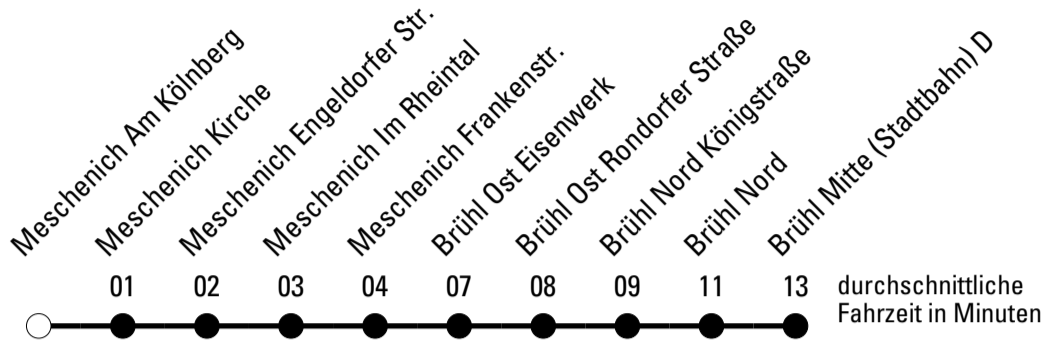 Meschenich Am Kölnberg
Meschenich Kirche
Meschenich Engeldorfer Str.
Meschenich Im Rheintal
Meschenich Frankenstr.
Brühl Ost Eisenwerk
Brühl Ost Rondorfer Straße
Brühl Nord Königstraße
Brühl Nord
Brühl Mitte (Stadtbahn) D
01 02 03 04 07 08 09 11 13
durchschnittliche
Fahrzeit in Minuten